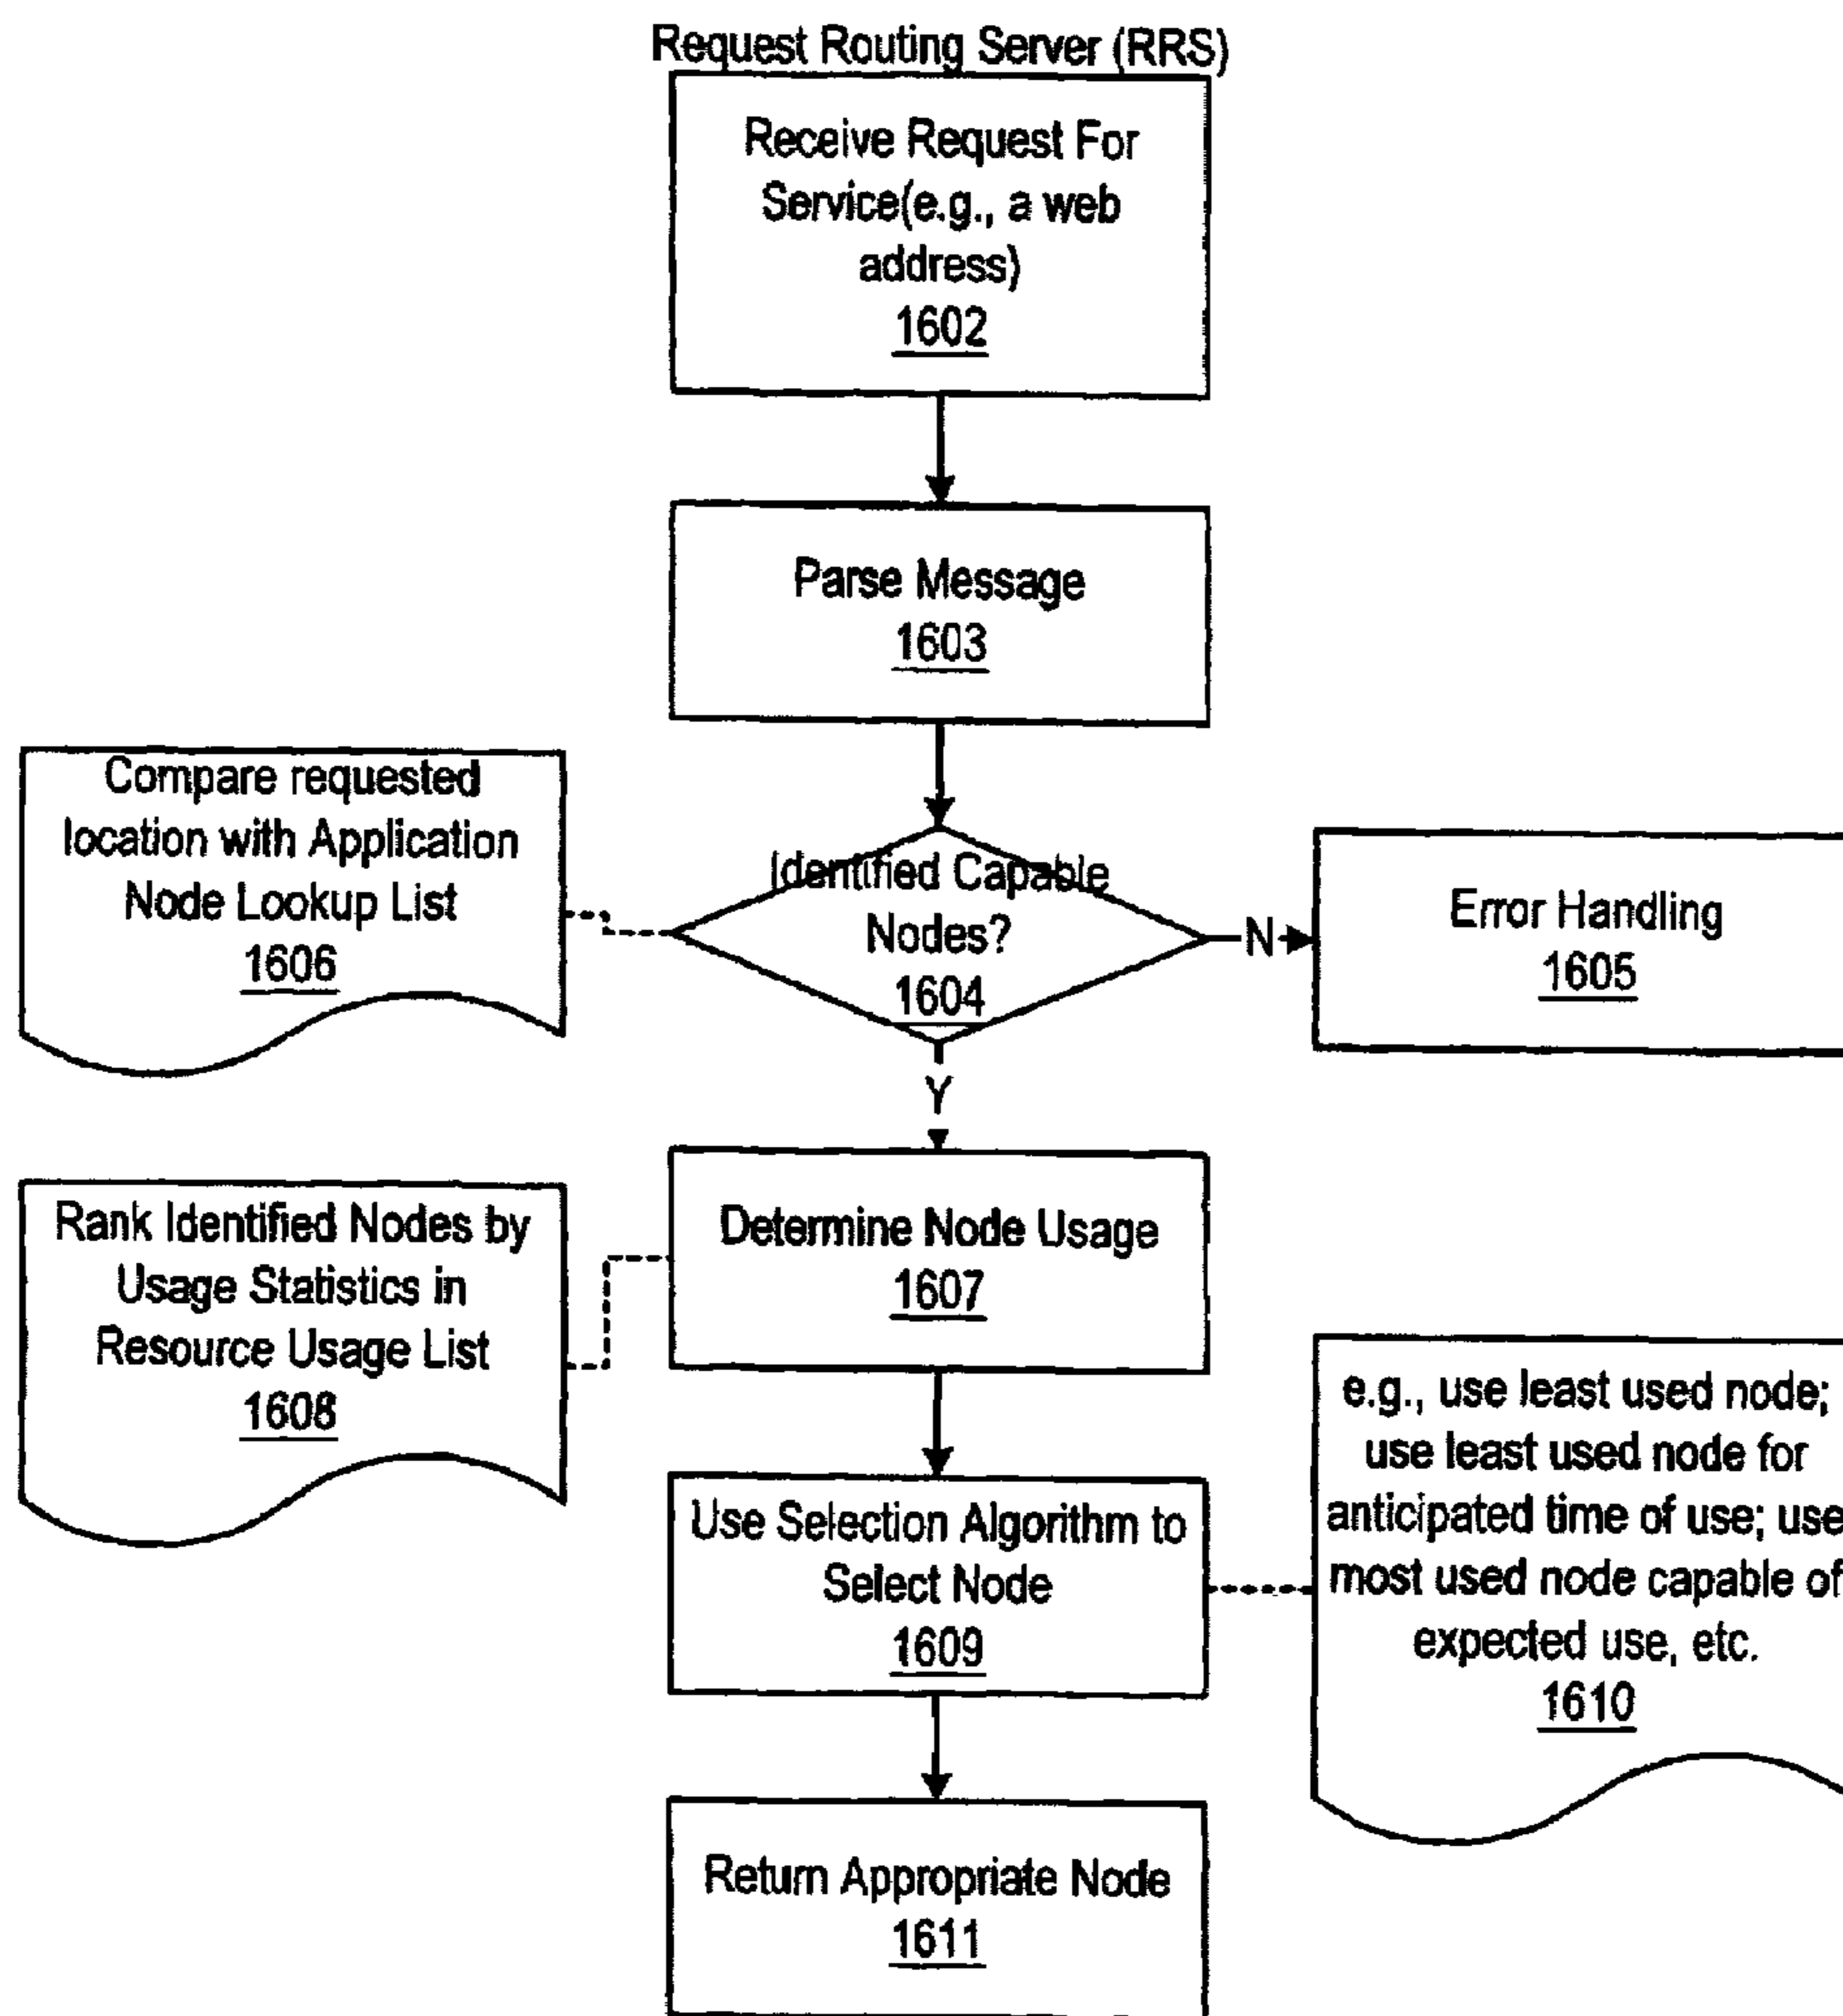 Request Routing Server (RRS)
Receive Request For
Service(e.g., a web
address)
1602
Parse Message
1603
Compare requested
location with Application
Node Lookup List
1606
Identified Capable
Nodes?
1604
N
Error Handling
1605
Y
Rank Identified Nodes by
Usage Statistics in
Resource Usage List
1608
Determine Node Usage
1607
Use Selection Algorithm to
Select Node
1609
e.g., use least used node;
use least used node for
anticipated time of use; use
most used node capable of
expected use, etc.
1610
Return Appropriate Node
1611